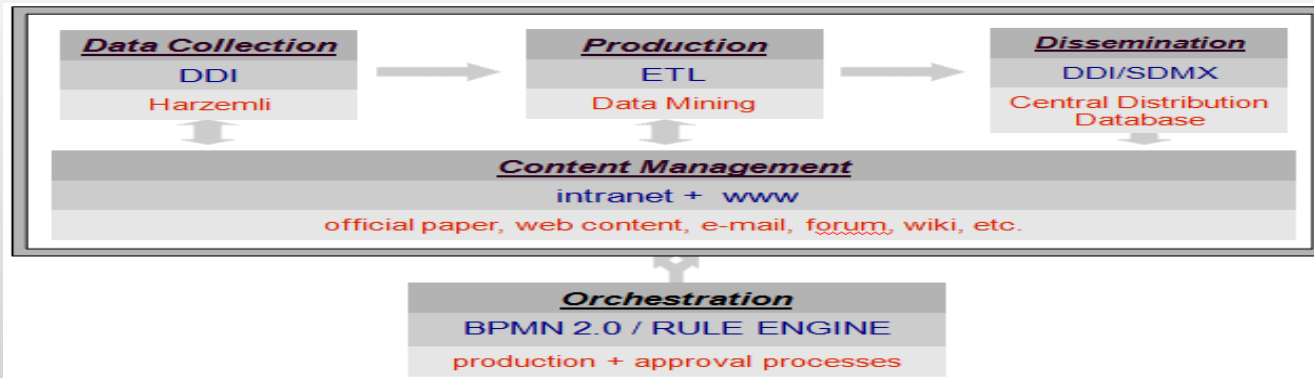 Data Collection
DDI
Harzemli
Production
ETL
Data Mining
Dissemination
DDI/SDMX
Central Distribution
Database
Content Management
intranet + www
official paper, web content, e-mail, forum, wiki, etc.
Orchestration
BPMN 2.0 / RULE ENGINE
production + approval processes